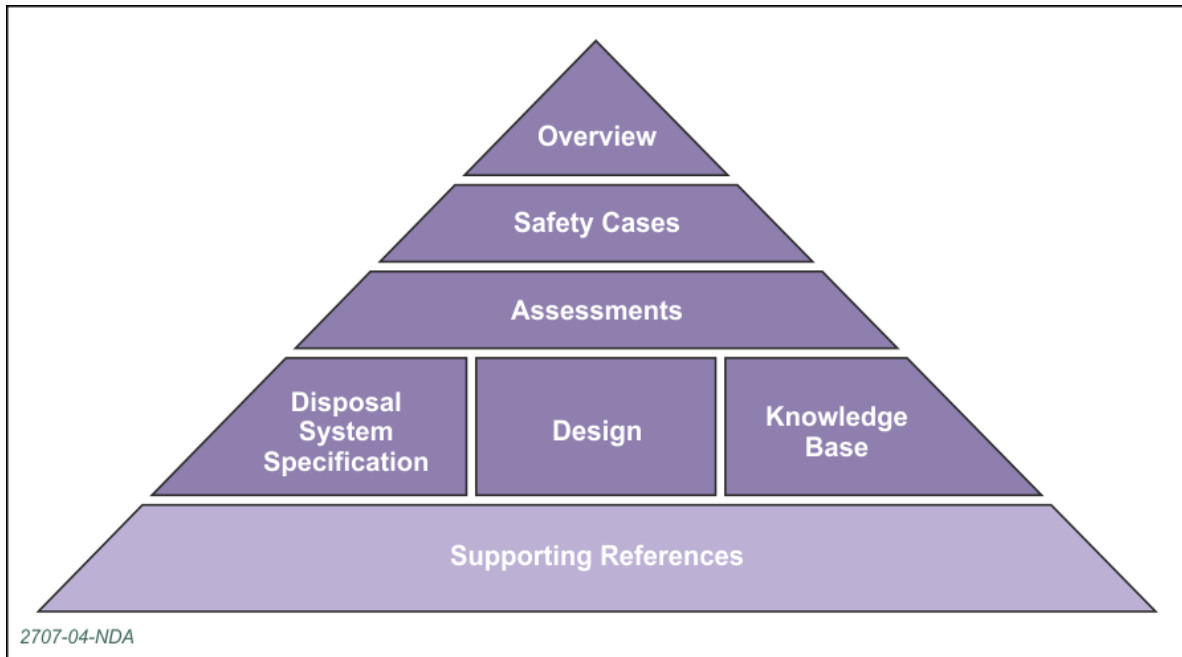 Overview
Safety Cases
Assessments
Disposal
System
Specification
Design
Knowledge
Base
Supporting References
2707-04-NDA